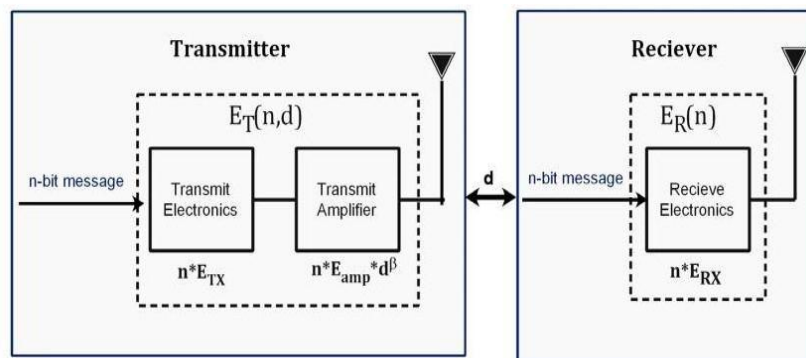 Transmitter
E_T(n,d)
n-bit message
Transmit
Electronics
Transmit
Amplifier
n*E_TX
n*E_amp*d^β
d
Reciever
E_R(n)
n-bit message
Recieve
Electronics
n*E_RX